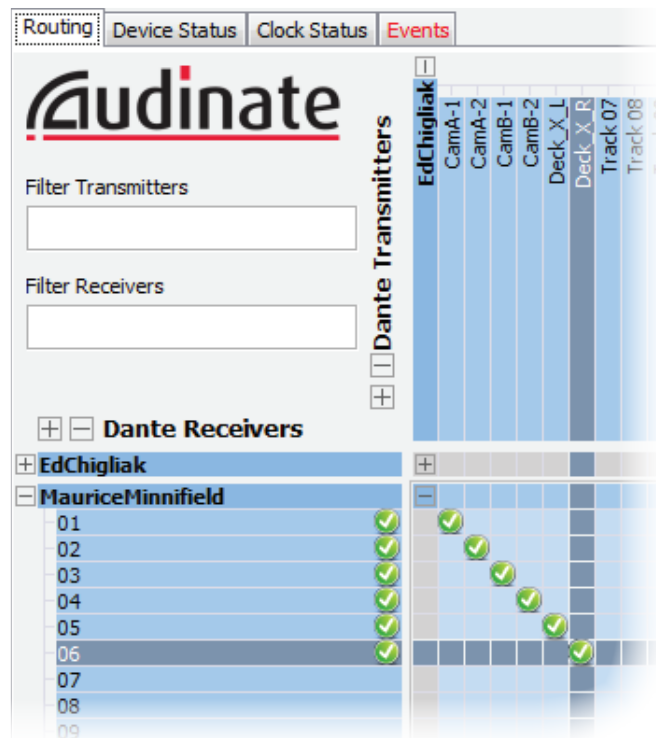 Routing Device Status Clock Status Events
Audinate
Filter Transmitters
Filter Receivers
Dante Transmitters
EdChigliak
CamA-1
CamA-2
CamB-1
CamB-2
Deck_X_L
Deck_X_R
Track 07
Track 08
Dante Receivers
EdChigliak
MauriceMinnifield
01
02
03
04
05
06
07
08
09